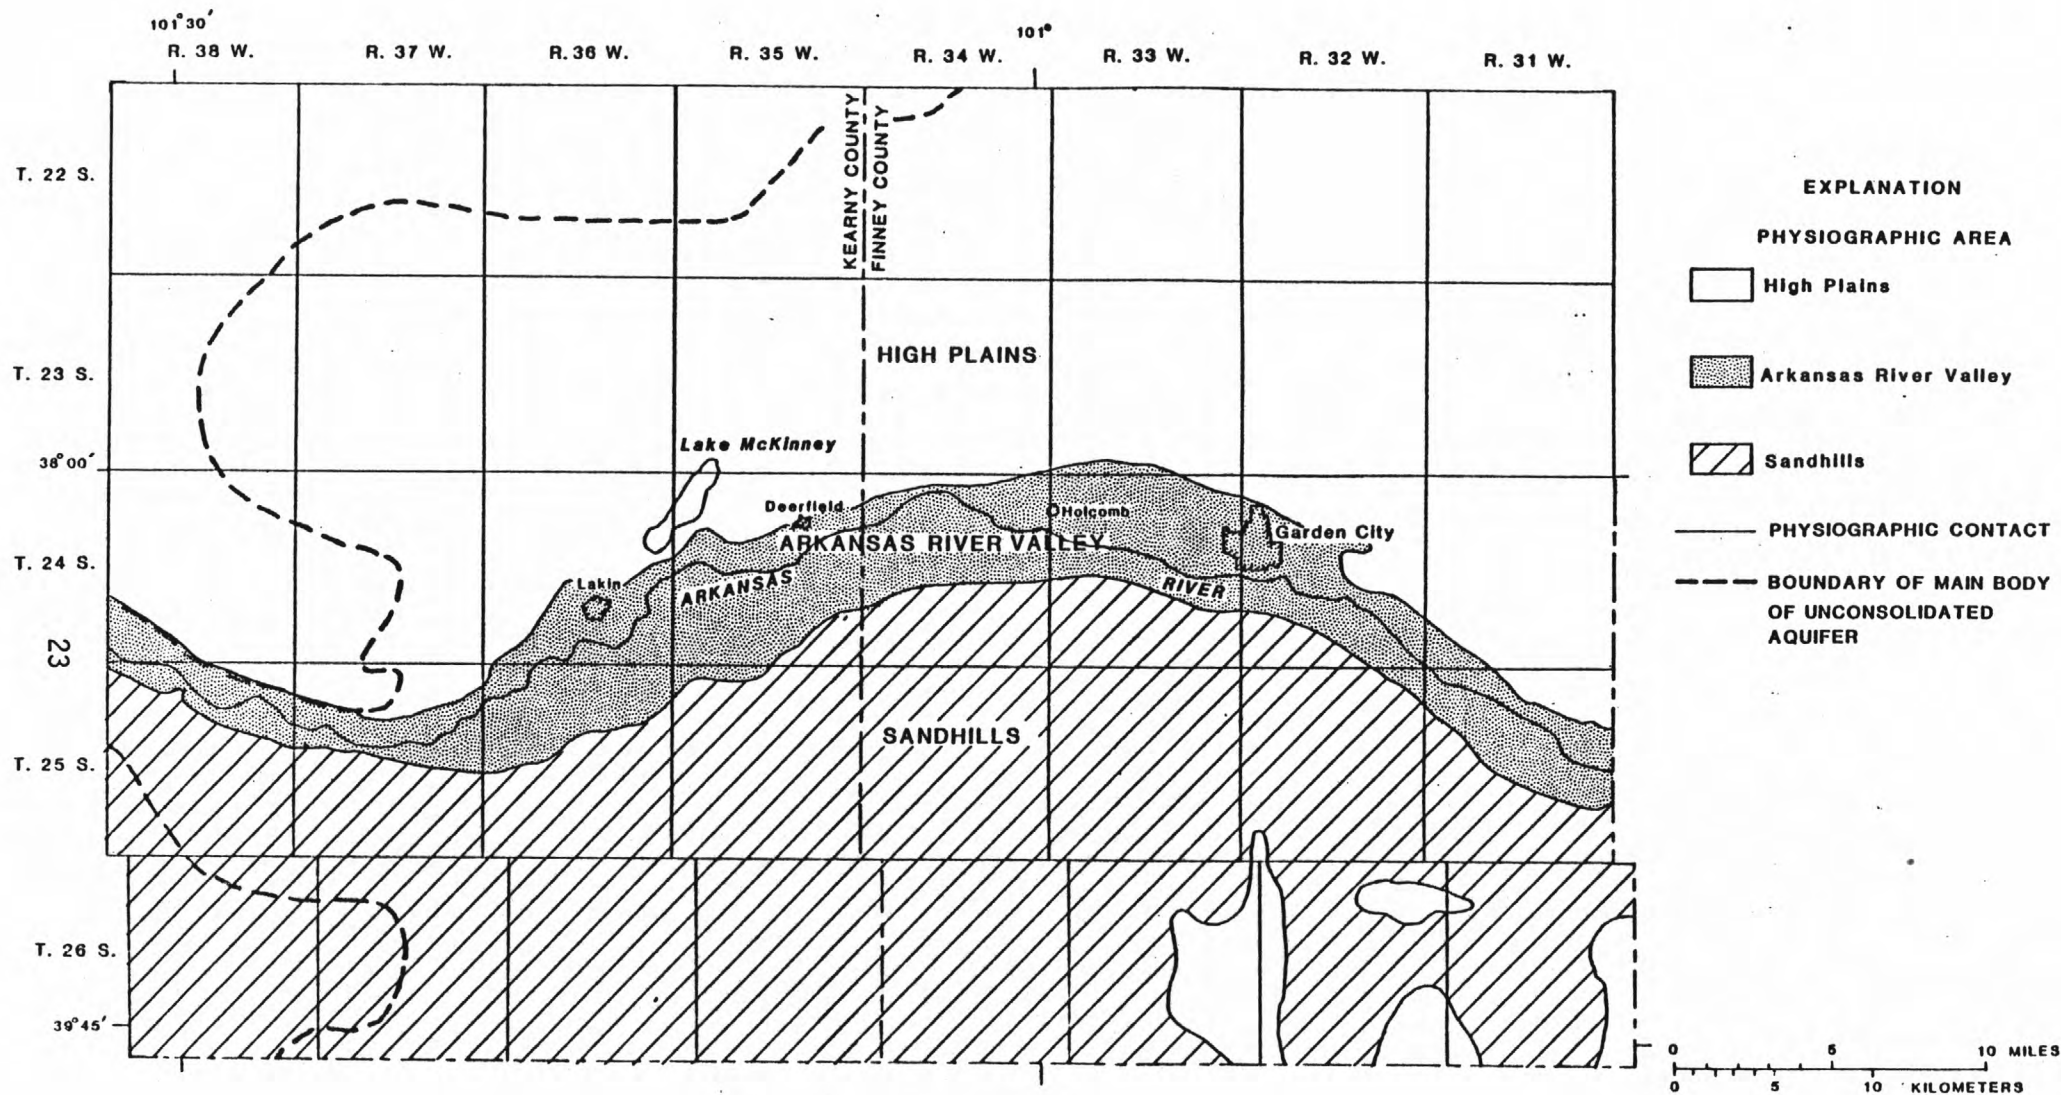 101°30′
101°
R. 38 W. R. 37 W. R. 36 W. R. 35 W. R. 34 W. R. 33 W. R. 32 W. R. 31 W.
T. 22 S.
T. 23 S.
38°00′
T. 24 S.
23
T. 25 S.
T. 26 S.
39°45′
KEARNY COUNTY
FINNEY COUNTY
HIGH PLAINS
Lake McKinney
Deerfield
Holcomb
Garden City
ARKANSAS RIVER VALLEY
Lakin
ARKANSAS
RIVER
SANDHILLS
EXPLANATION
PHYSIOGRAPHIC AREA
High Plains
Arkansas River Valley
Sandhills
PHYSIOGRAPHIC CONTACT
BOUNDARY OF MAIN BODY
OF UNCONSOLIDATED
AQUIFER
0 5 10 MILES
0 5 10 KILOMETERS